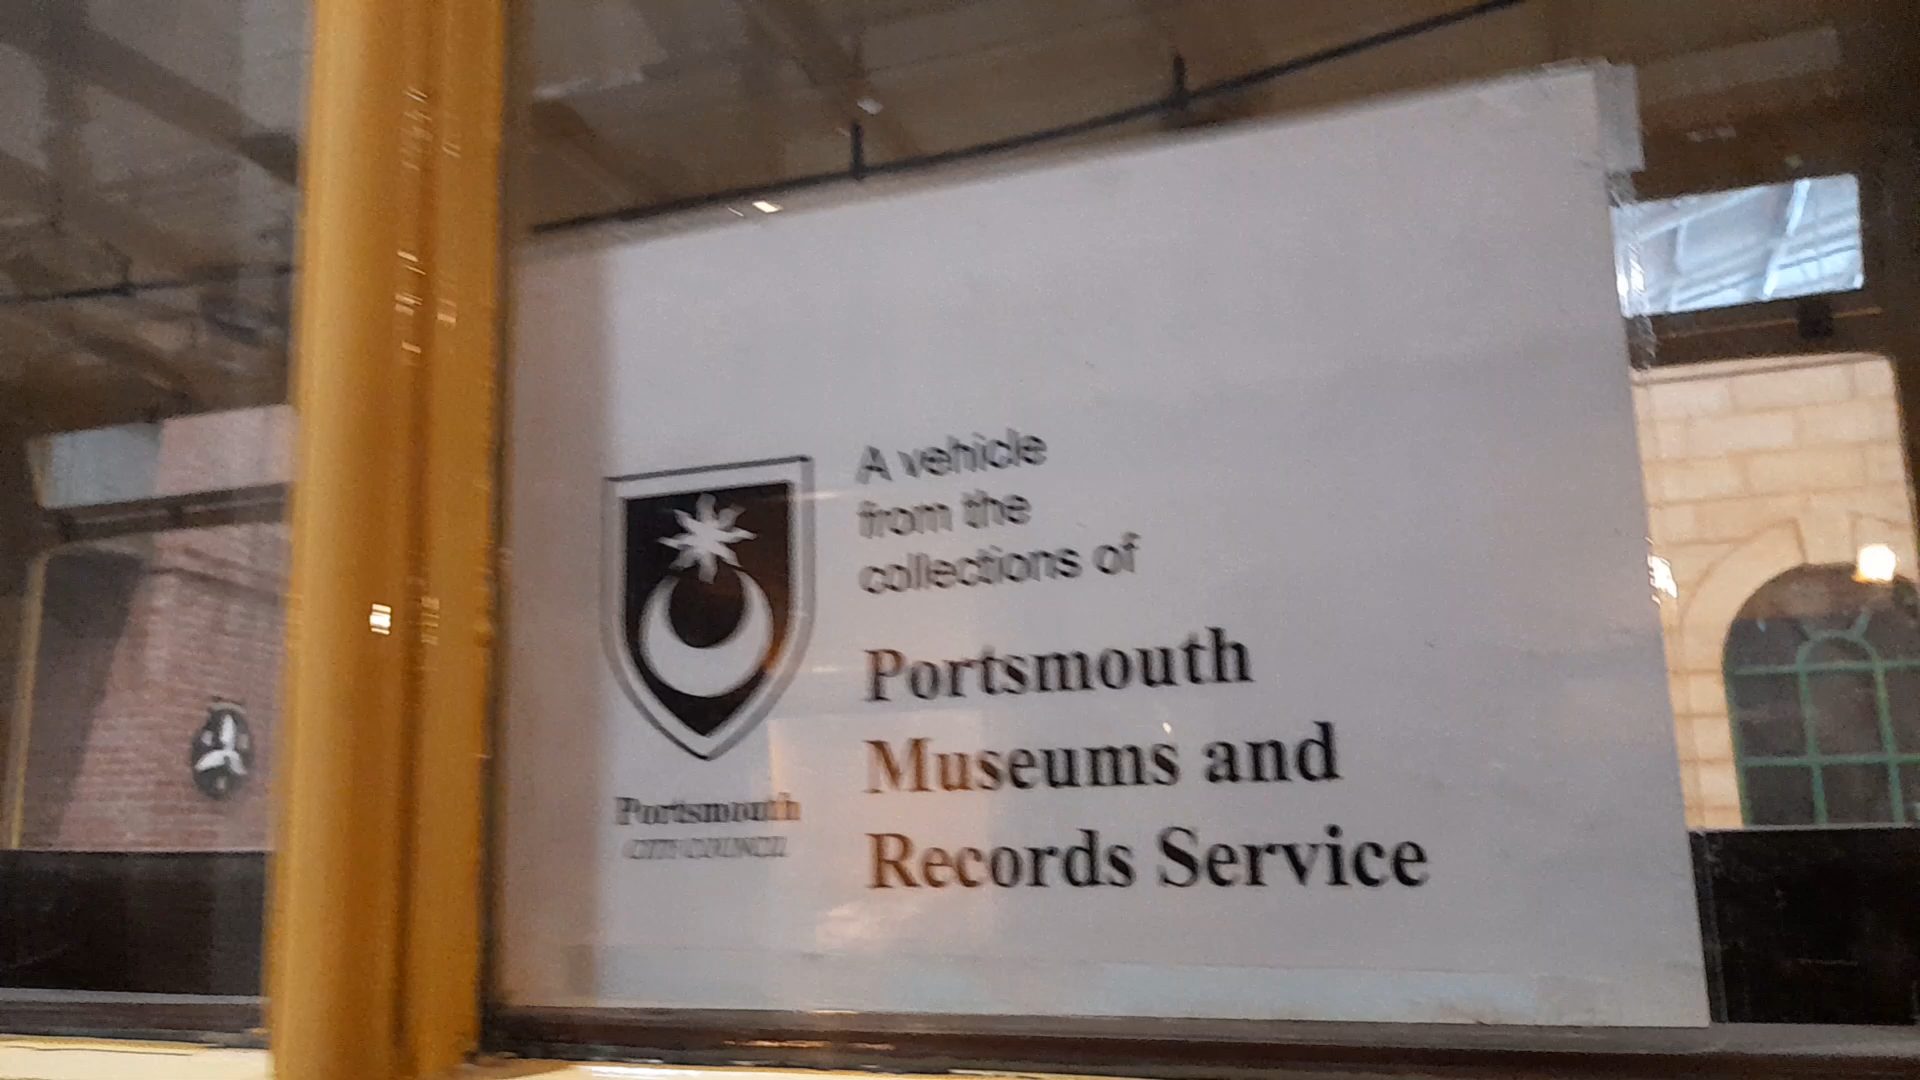 A vehicle
from the
collections of
Portsmouth
Museums and
Records Service
Portsmouth
CITY COUNCIL